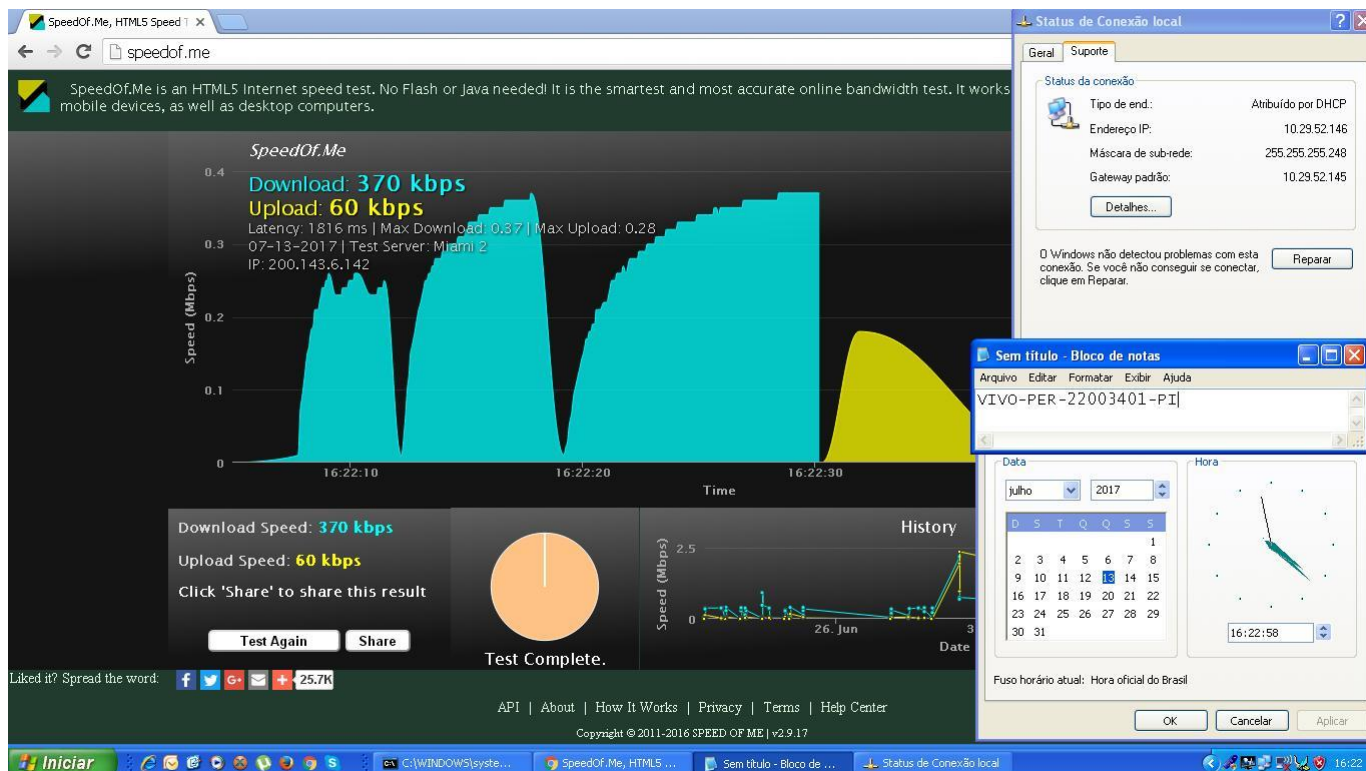 SpeedOf.Me, HTML5 Speed T
speedof.me
SpeedOf.Me is an HTML5 Internet speed test. No Flash or Java needed! It is the smartest and most accurate online bandwidth test. It works
mobile devices, as well as desktop computers.
SpeedOf.Me
Download: 370 kbps
Upload: 60 kbps
Latency: 1816 ms | Max Download: 0.37 | Max Upload: 0.28
07-13-2017 | Test Server: Miami 2
IP: 200.143.6.142
Speed (Mbps)
0.4
0.3
0.2
0.1
0
16:22:10
16:22:20
16:22:30
Time
Download Speed: 370 kbps
Upload Speed: 60 kbps
Click 'Share' to share this result
Test Again
Share
Test Complete.
History
Speed (Mbps)
2.5
0
26. Jun
3
Date
Liked it? Spread the word:
25.7K
API | About | How It Works | Privacy | Terms | Help Center
Copyright © 2011-2016 SPEED OF ME | v2.9.17
Status de Conexão local
Geral
Suporte
Status da conexão
Tipo de end.: Atribuído por DHCP
Endereço IP: 10.29.52.146
Máscara de sub-rede: 255.255.255.248
Gateway padrão: 10.29.52.145
Detalhes...
O Windows não detectou problemas com esta
conexão. Se você não conseguir se conectar,
clique em Reparar.
Reparar
Sem título - Bloco de notas
Arquivo Editar Formatar Exibir Ajuda
VIVO-PER-22003401-PI
Data
julho
2017
D S T Q Q S S
1
2 3 4 5 6 7 8
9 10 11 12 13 14 15
16 17 18 19 20 21 22
23 24 25 26 27 28 29
30 31
Hora
16:22:58
Fuso horário atual: Hora oficial do Brasil
OK
Cancelar
Aplicar
Iniciar
C:\WINDOWS\syste...
SpeedOf.Me, HTML5 ...
Sem título - Bloco de ...
Status de Conexão local
16:22